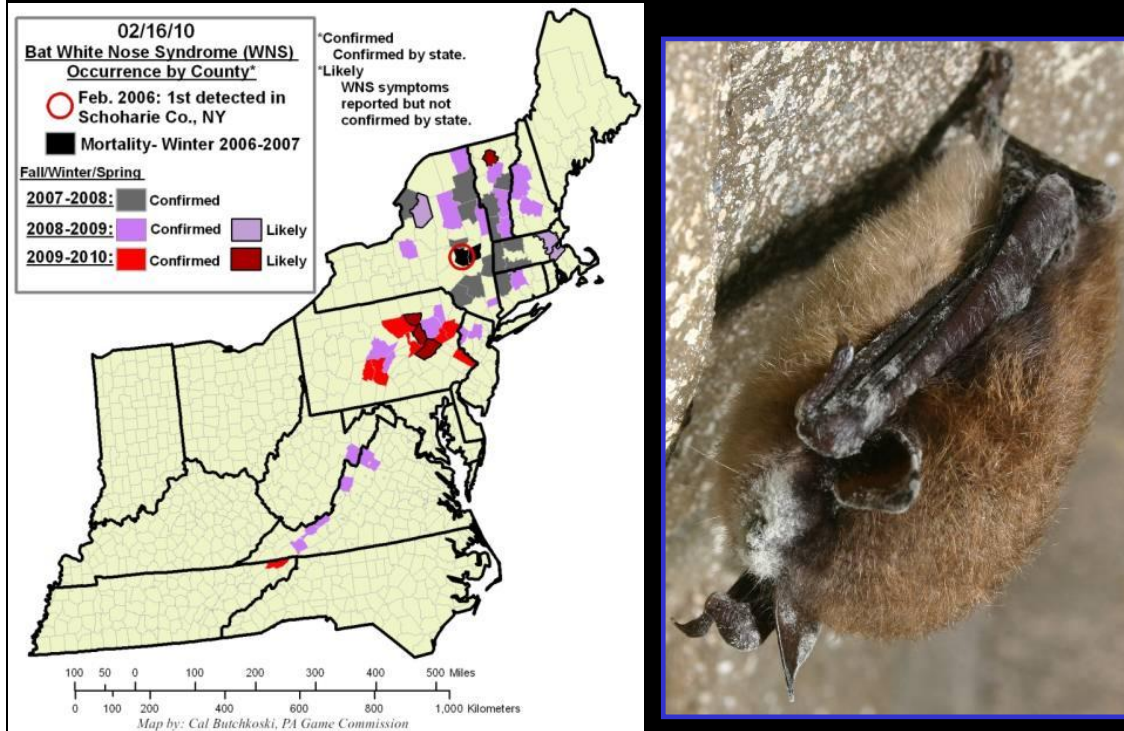 02/16/10
Bat White Nose Syndrome (WNS)
Occurrence by County*
Feb. 2006: 1st detected in
Schoharie Co., NY
Mortality- Winter 2006-2007
Fall/Winter/Spring
2007-2008: Confirmed
2008-2009: Confirmed Likely
2009-2010: Confirmed Likely
*Confirmed
Confirmed by state.
*Likely
WNS symptoms
reported but not
confirmed by state.
100 50 0 100 200 300 400 500 Miles
0 100 200 400 600 800 1,000 Kilometers
Map by: Cal Butchkoski, PA Game Commission